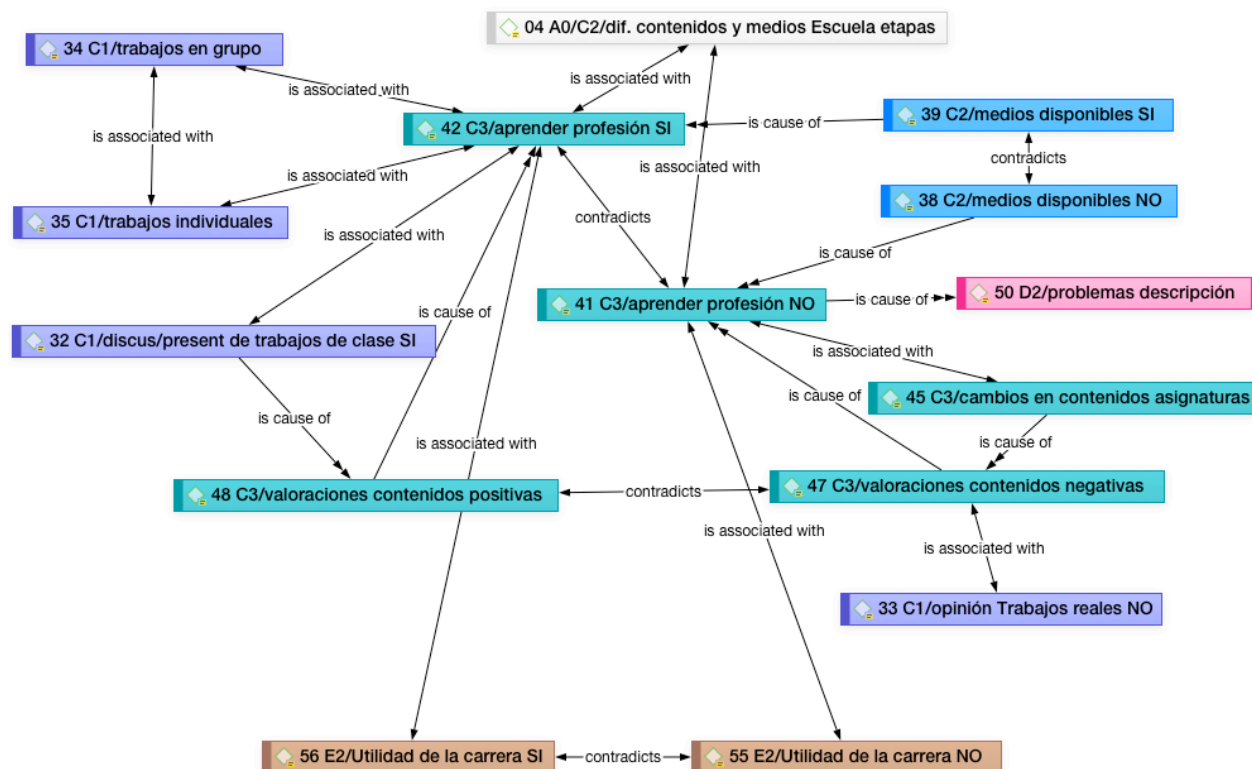 04 A0/C2/dif. contenidos y medios Escuela etapas
34 C1/trabajos en grupo
is associated with
is associated with
39 C2/medios disponibles SI
is cause of
42 C3/aprender profesión SI
is associated with
contradicts
is associated with
is associated with
38 C2/medios disponibles NO
35 C1/trabajos individuales
contradicts
is associated with
is cause of
50 D2/problemas descripción
41 C3/aprender profesión NO
is cause of
is cause of
32 C1/discus/present de trabajos de clase SI
is associated with
is cause of
45 C3/cambios en contenidos asignaturas
is cause of
is associated with
is cause of
47 C3/valoraciones contenidos negativas
48 C3/valoraciones contenidos positivas
contradicts
is associated with
is associated with
33 C1/opinión Trabajos reales NO
56 E2/Utilidad de la carrera SI
contradicts
55 E2/Utilidad de la carrera NO